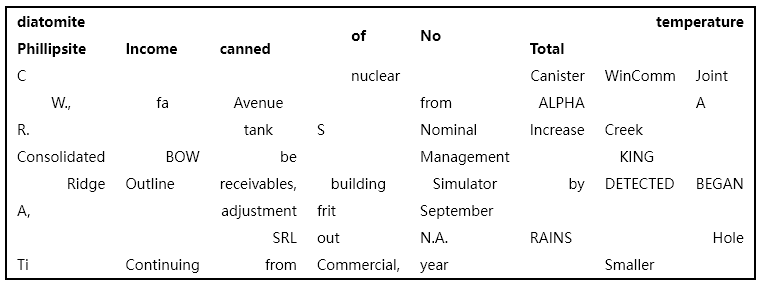 diatomite temperature
Phillipsite Income canned of No Total
C nuclear Canister WinComm Joint
W., fa Avenue from ALPHA A
R. tank S Nominal Increase Creek
Consolidated BOW be Management KING
Ridge Outline receivables, building Simulator by DETECTED BEGAN
A, adjustment frit September
SRL out N.A. RAINS Hole
Ti Continuing from Commercial, year Smaller